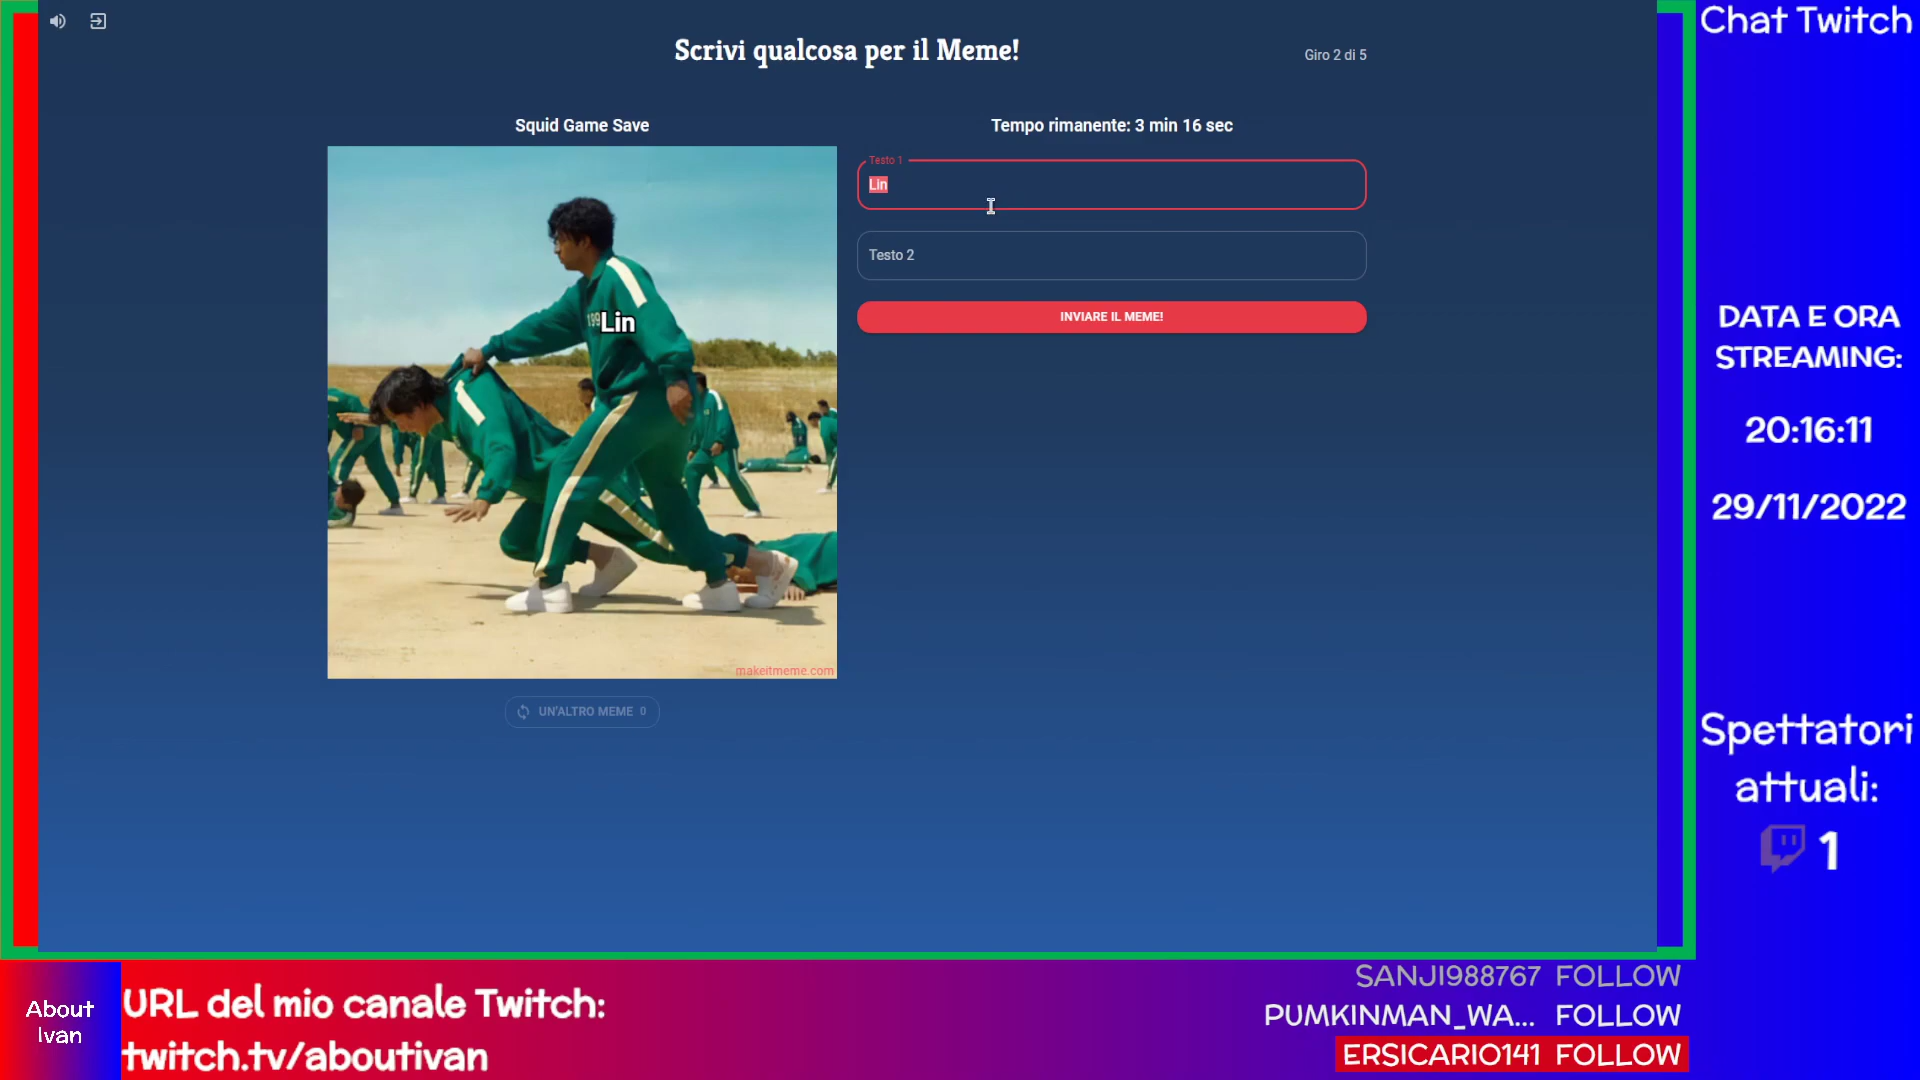 Scrivi qualcosa per il Meme!
Giro 2 di 5
Squid Game Save
Tempo rimanente: 3 min 16 sec
Testo 1
Lin
Testo 2
INVIARE IL MEME!
199
Lin
makeitmeme.com
UN'ALTRO MEME 0
Chat Twitch
DATA E ORA
STREAMING:
20:16:11
29/11/2022
Spettatori
attuali:
1
About
Ivan
URL del mio canale Twitch:
twitch.tv/aboutivan
SANJI988767 FOLLOW
PUMKINMAN_WA... FOLLOW
ERSICARIO141 FOLLOW